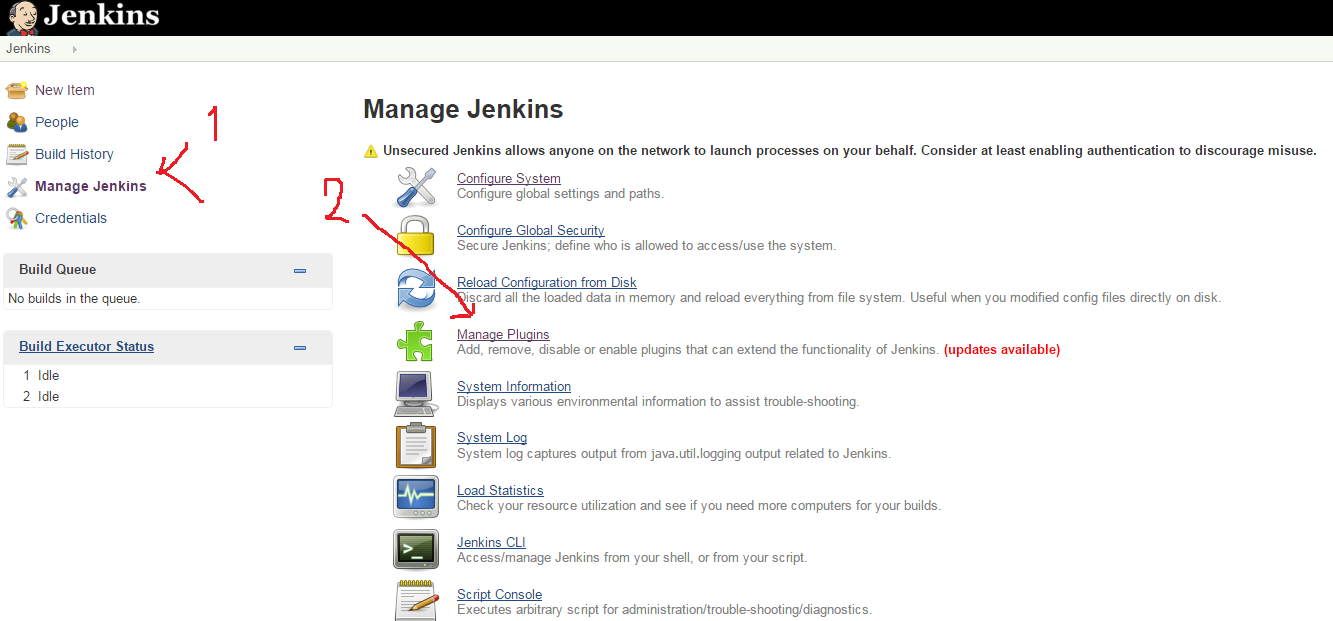 Jenkins
Jenkins
New Item
People
Build History
Manage Jenkins
Credentials
1
Build Queue
No builds in the queue.
Build Executor Status
1 Idle
2 Idle
2
Manage Jenkins
Unsecured Jenkins allows anyone on the network to launch processes on your behalf. Consider at least enabling authentication to discourage misuse.
Configure System
Configure global settings and paths.
Configure Global Security
Secure Jenkins; define who is allowed to access/use the system.
Reload Configuration from Disk
Discard all the loaded data in memory and reload everything from file system. Useful when you modified config files directly on disk.
Manage Plugins
Add, remove, disable or enable plugins that can extend the functionality of Jenkins. (updates available)
System Information
Displays various environmental information to assist trouble-shooting.
System Log
System log captures output from java.util.logging output related to Jenkins.
Load Statistics
Check your resource utilization and see if you need more computers for your builds.
Jenkins CLI
Access/manage Jenkins from your shell, or from your script.
Script Console
Executes arbitrary script for administration/trouble-shooting/diagnostics.